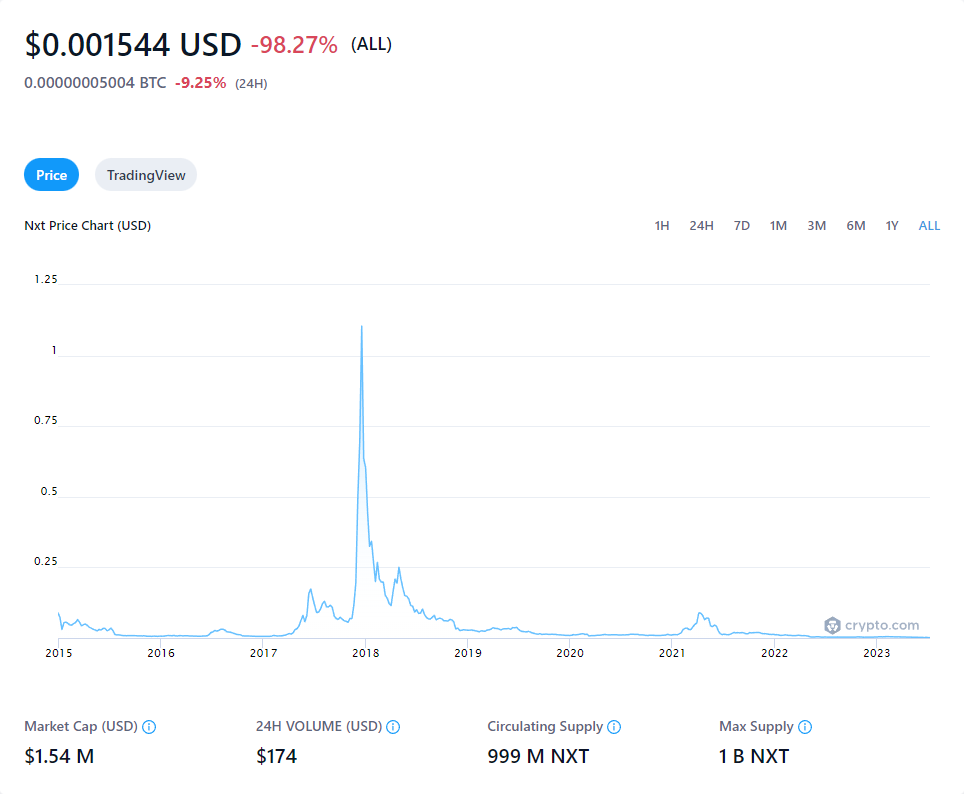 $0.001544 USD -98.27% (ALL)
0.00000005004 BTC -9.25% (24H)
Price TradingView
Nxt Price Chart (USD) 1H 24H 7D 1M 3M 6M 1Y ALL
1.25
1
0.75
0.5
0.25
crypto.com
2015 2016 2017 2018 2019 2020 2021 2022 2023
Market Cap (USD) 24H VOLUME (USD) Circulating Supply Max Supply
$1.54 M $174 999 M NXT 1 B NXT